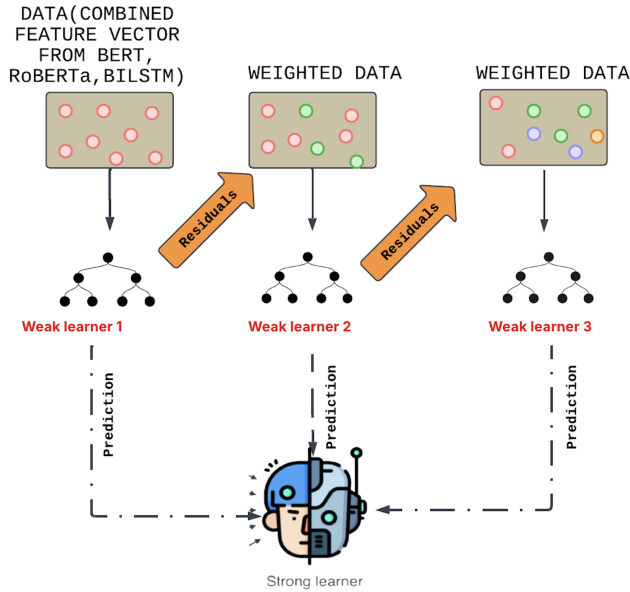 DATA(COMBINED
FEATURE VECTOR
FROM BERT,
RoBERTa,BILSTM)
WEIGHTED DATA
WEIGHTED DATA
Residuals
Residuals
Weak learner 1
Weak learner 2
Weak learner 3
Prediction
Prediction
Prediction
Strong learner